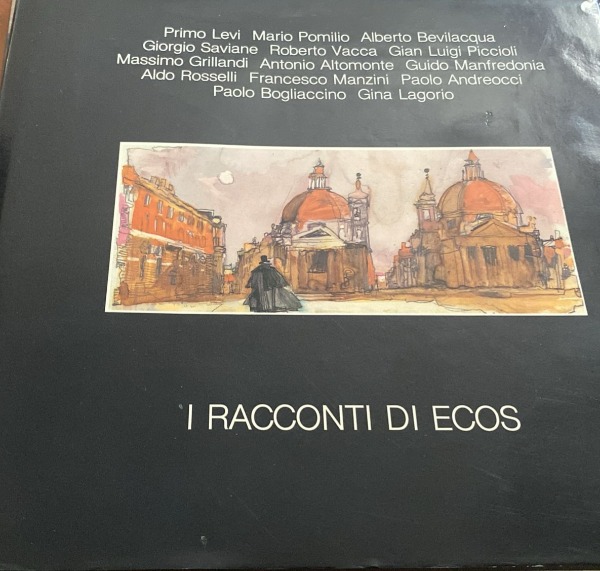 Primo Levi Mario Pomilio Alberto Bevilacqua
Giorgio Saviane Roberto Vacca Gian Luigi Piccioli
Massimo Grillandi Antonio Altomonte Guido Manfredonia
Aldo Rosselli Francesco Manzini Paolo Andreocci
Paolo Bogliaccino Gina Lagorio
I RACCONTI DI ECOS